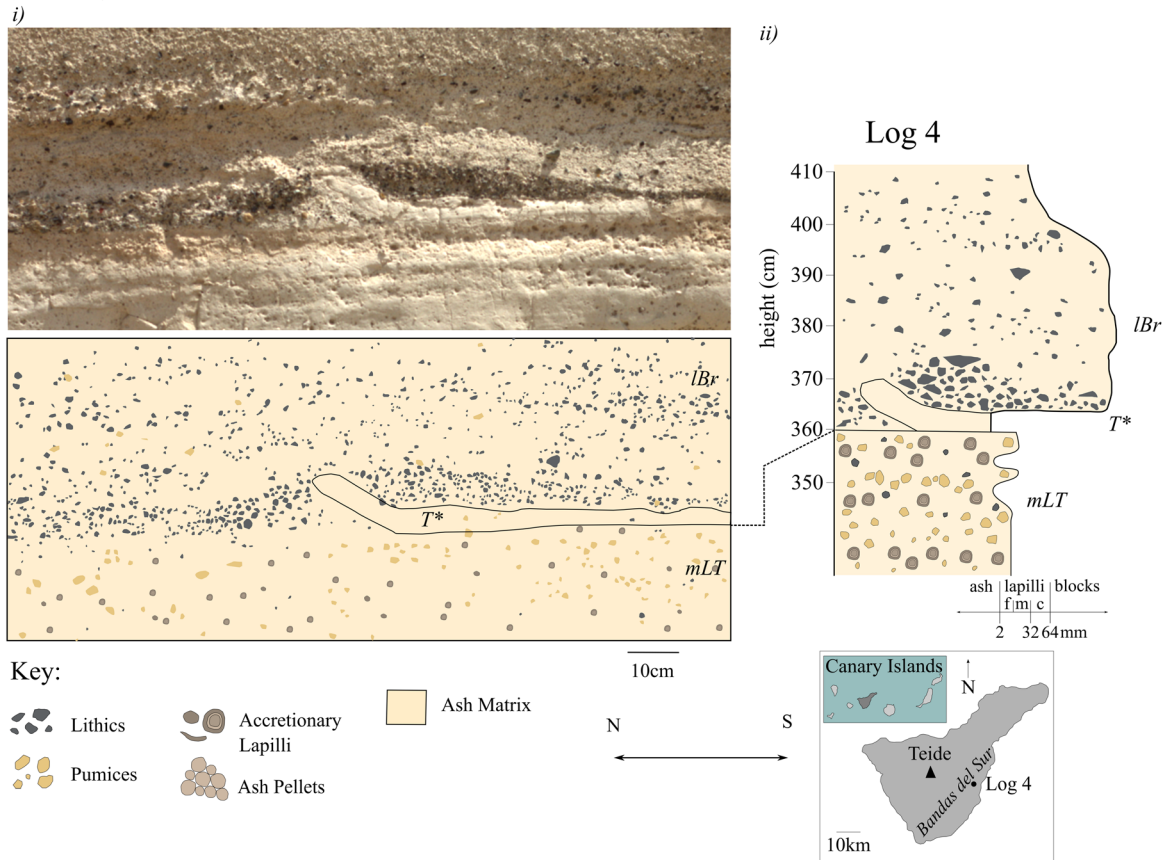 i)
ii)
Log 4
410
400
390
380
370
360
350
height (cm)
lBr
T*
mLT
lBr
T*
mLT
ash lapilli blocks
f m c
2 32 64mm
10cm
Key:
Lithics
Pumices
Accretionary
Lapilli
Ash Pellets
Ash Matrix
N S
Canary Islands
N
Teide
Bandas del Sur
Log 4
10km